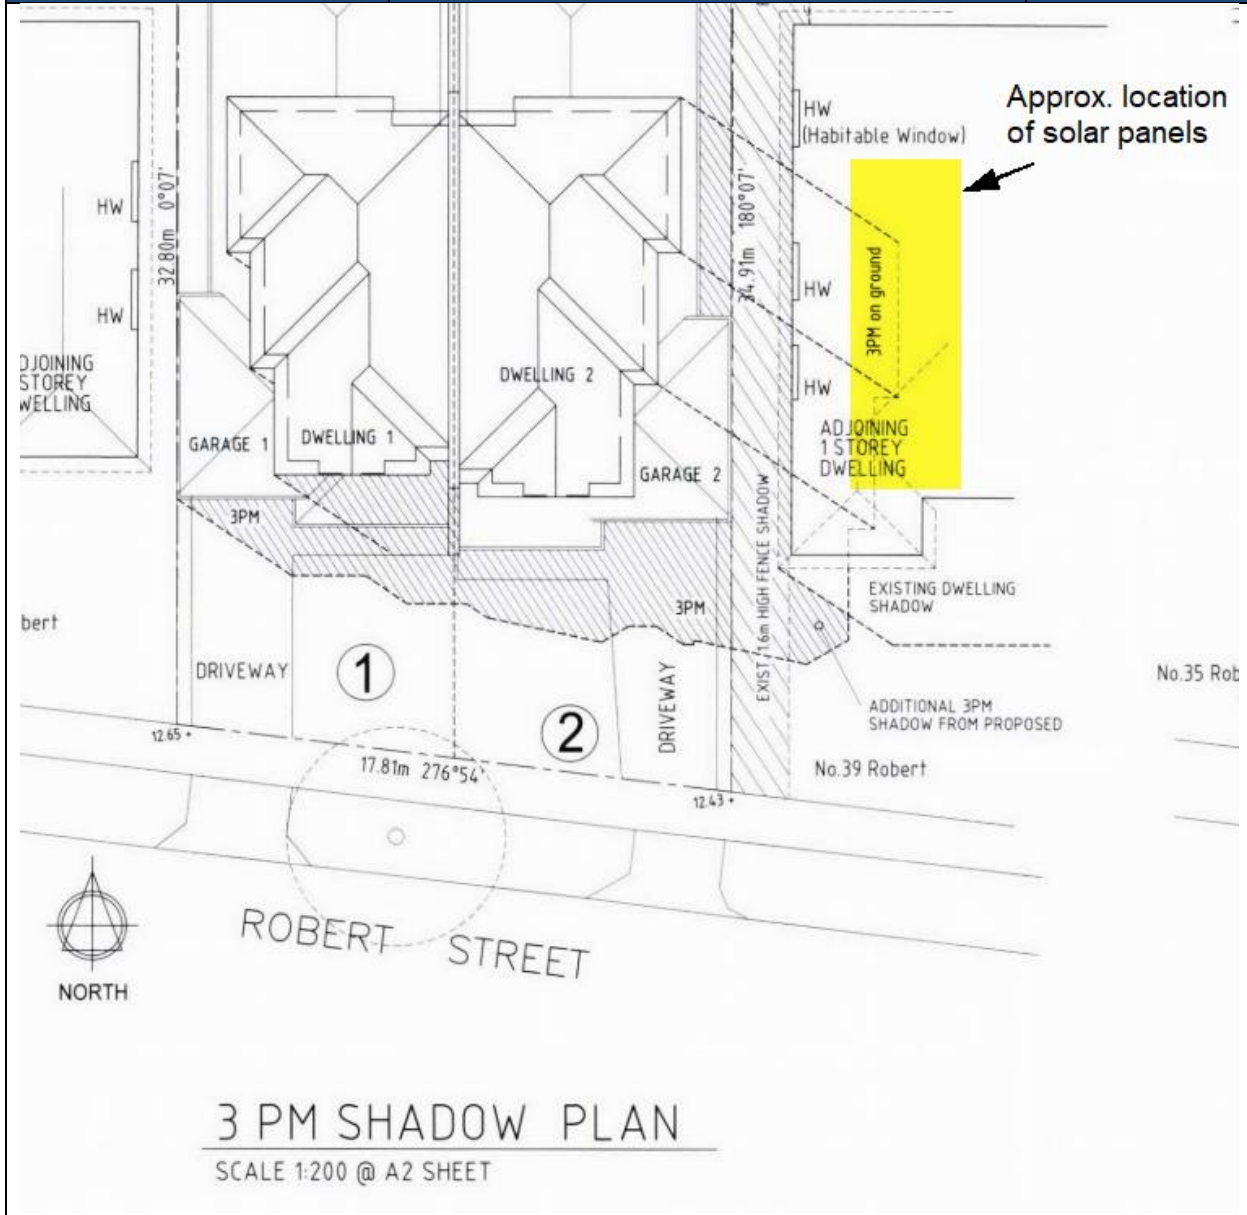 Approx. location
of solar panels
HW
(Habitable Window)
32.80m 0°07'
34.91m 180°07'
HW
HW
HW
3PM on ground
HW
DJOINING
STOREY
WELLING
DWELLING 2
ADJOINING
1 STOREY
DWELLING
GARAGE 1
DWELLING 1
GARAGE 2
3PM
EXIST. 1.6m HIGH FENCE SHADOW
3PM
EXISTING DWELLING
SHADOW
bert
DRIVEWAY
1
2
DRIVEWAY
No.35 Rob
ADDITIONAL 3PM
SHADOW FROM PROPOSED
12.65 +
17.81m 276°54'
No.39 Robert
12.43 +
ROBERT STREET
NORTH
3 PM SHADOW PLAN
SCALE 1:200 @ A2 SHEET